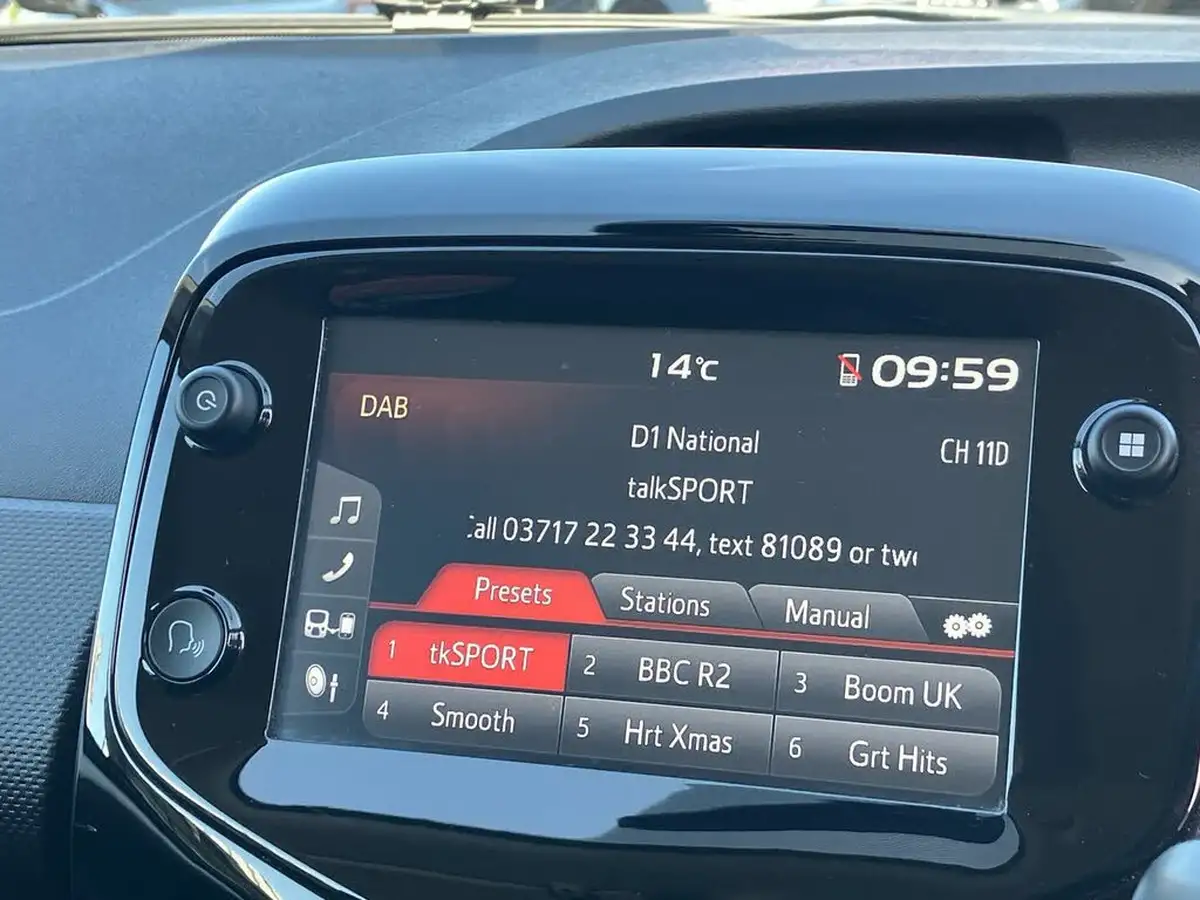 14°C 09:59
DAB
D1 National CH 11D
talkSPORT
all 03717 22 33 44, text 81089 or tw
Presets Stations Manual
1 tkSPORT 2 BBC R2 3 Boom UK
4 Smooth 5 Hrt Xmas 6 Grt Hits